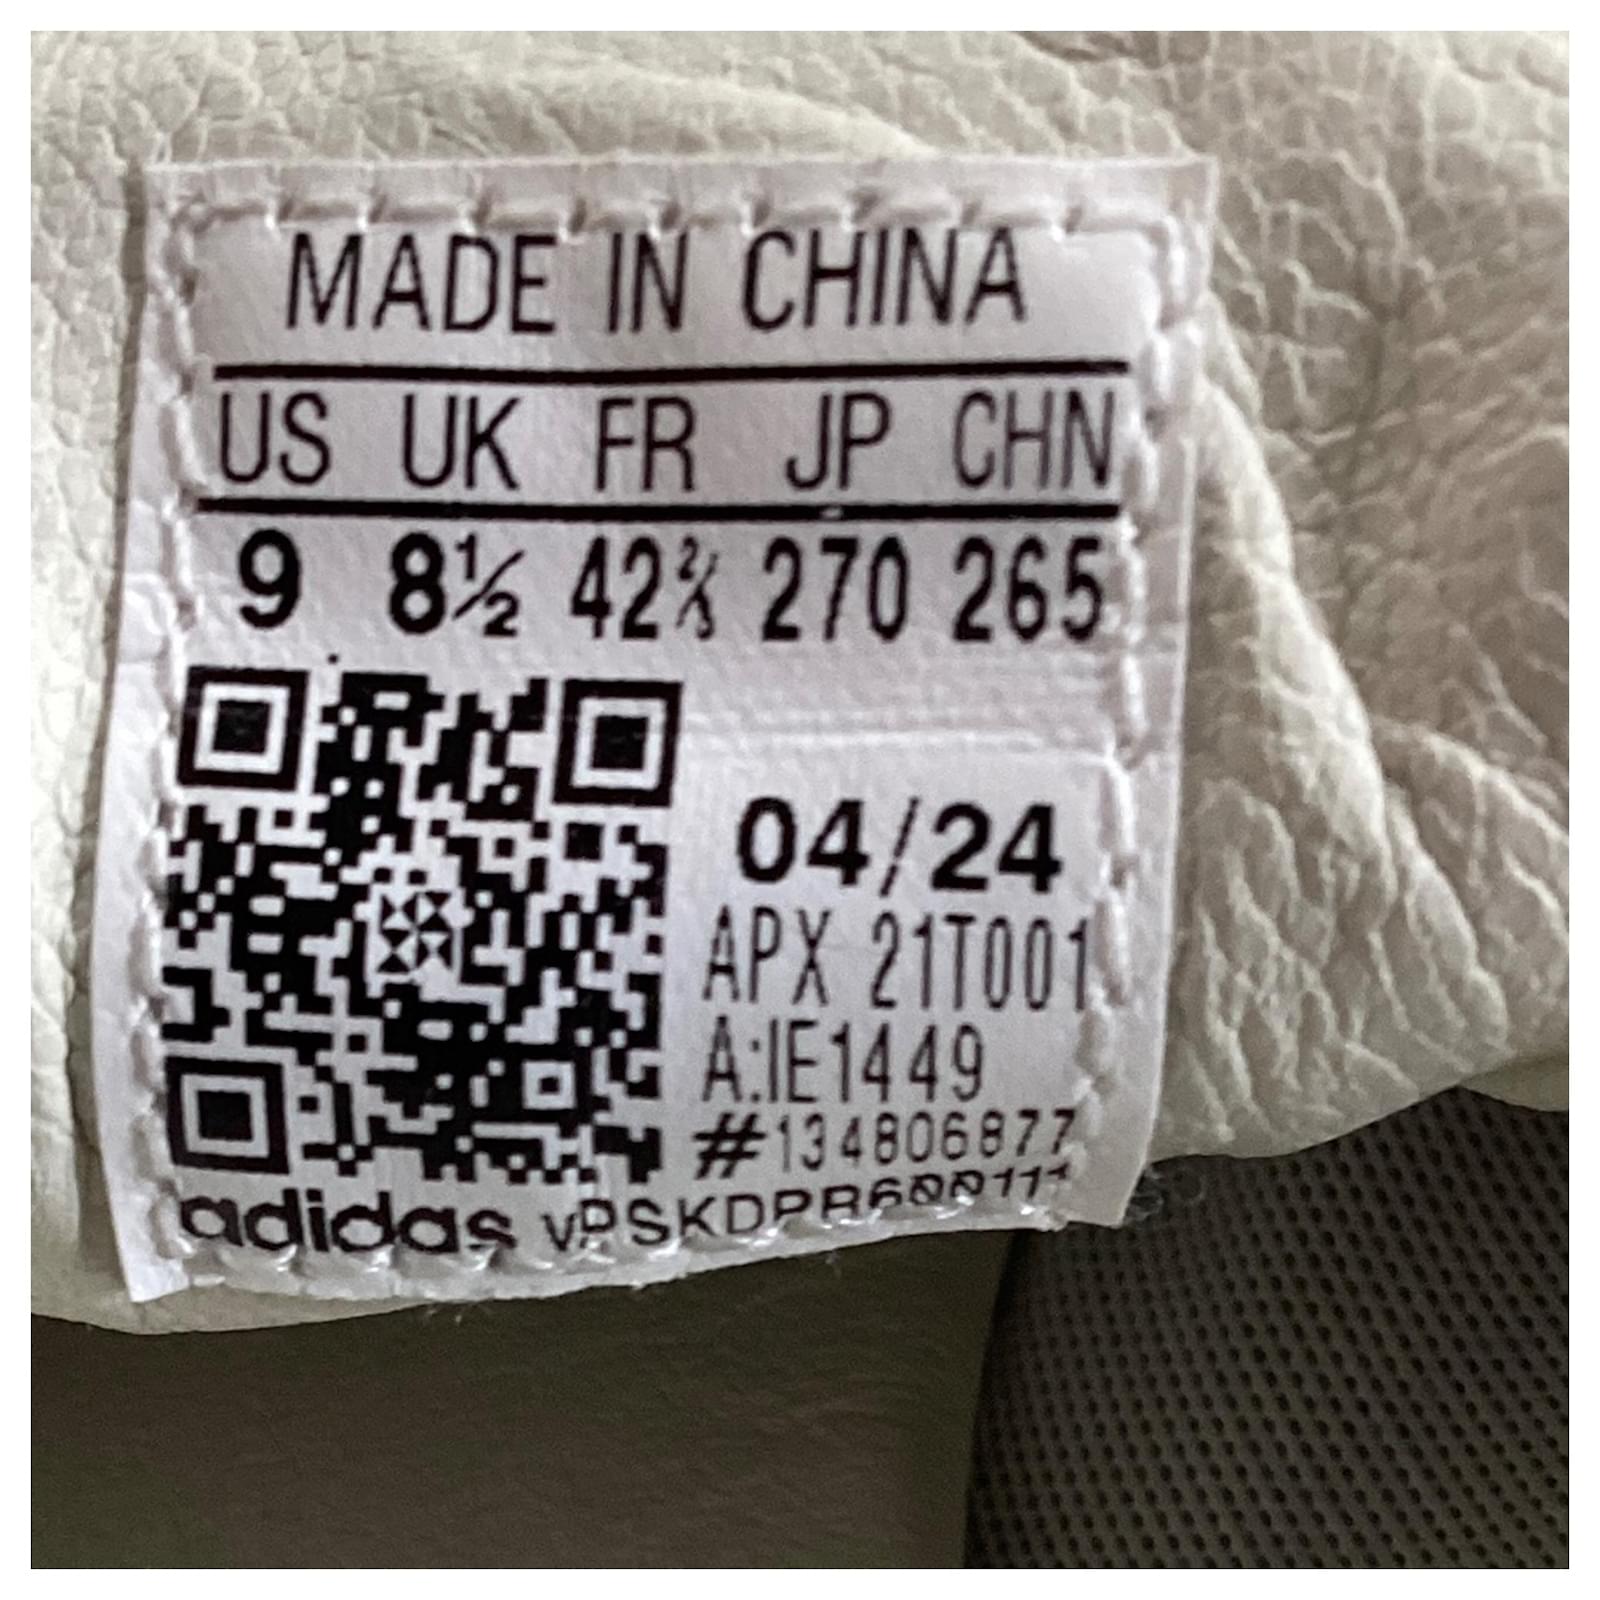 MADE IN CHINA
US UK FR JP CHN
9 8½ 42⅔ 270 265
04/24
APX 21T001
A:IE1449
#134806877
adidas